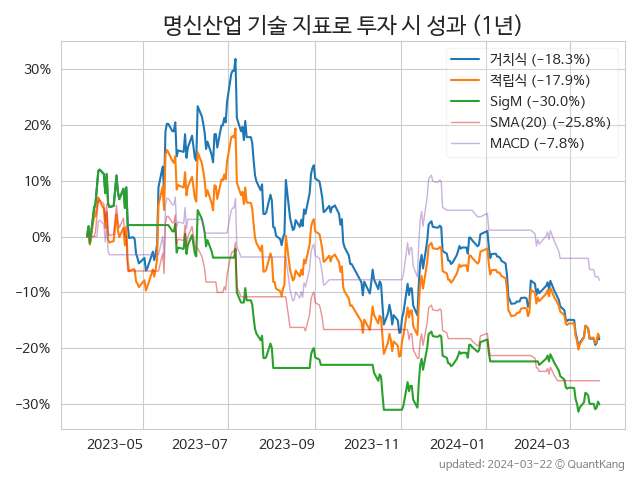 명신산업 기술 지표로 투자 시 성과 (1년)
거치식 (−18.3%)
적립식 (−17.9%)
SigM (−30.0%)
SMA(20) (−25.8%)
MACD (−7.8%)
30%
20%
10%
0%
−10%
−20%
−30%
2023-05 2023-07 2023-09 2023-11 2024-01 2024-03
updated: 2024-03-22 ⓒ QuantKang